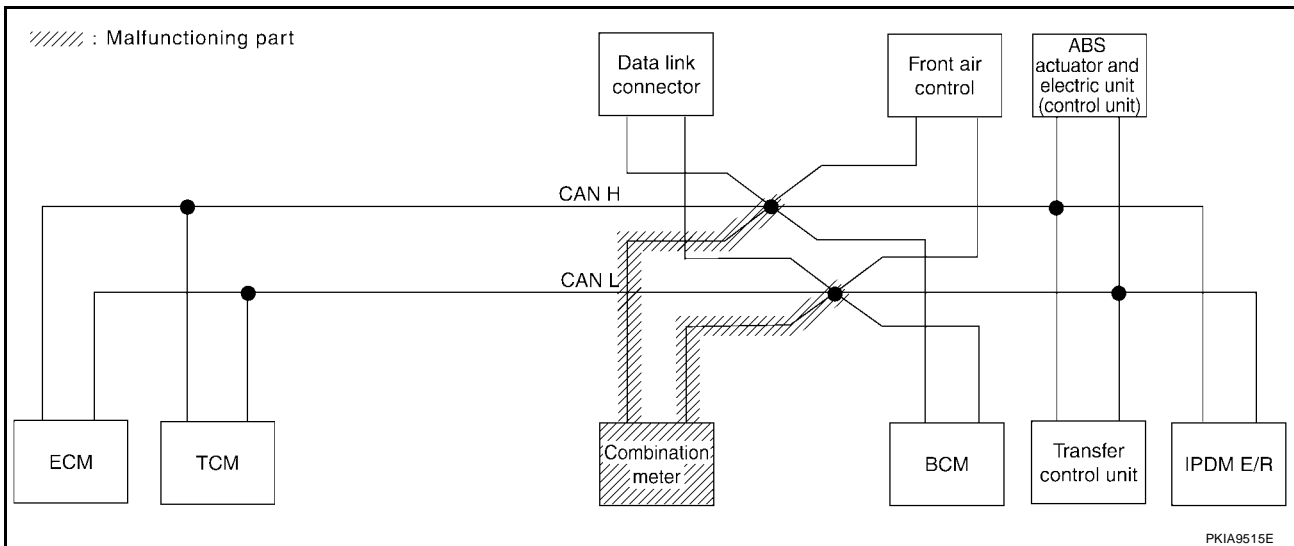 : Malfunctioning part
Data link
connector
Front air
control
ABS
actuator and
electric unit
(control unit)
CAN H
CAN L
ECM
TCM
Combination
meter
BCM
Transfer
control unit
IPDM E/R
PKIA9515E